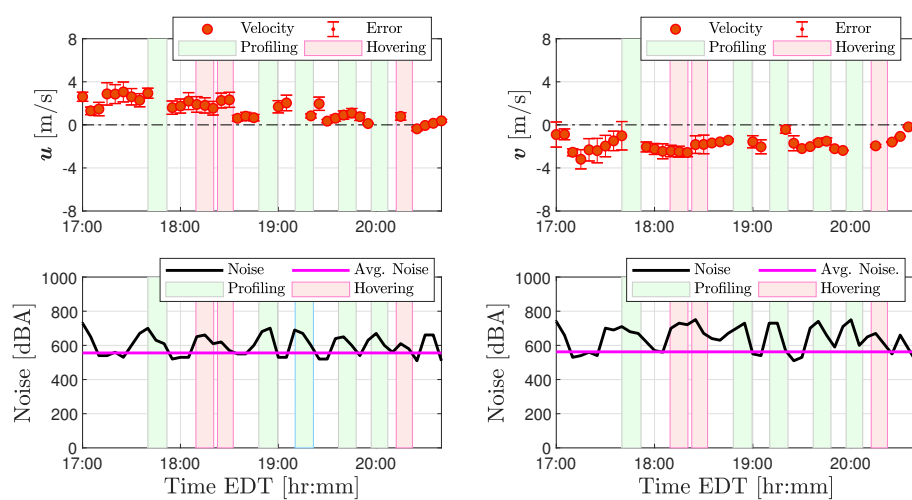 Velocity Error
Profiling Hovering
8
4
0
-4
-8
u [m/s]
17:00 18:00 19:00 20:00
Velocity Error
Profiling Hovering
8
4
0
-4
-8
v [m/s]
17:00 18:00 19:00 20:00
Noise Avg. Noise
Profiling Hovering
1000
800
600
400
200
0
Noise [dBA]
17:00 18:00 19:00 20:00
Time EDT [hr:mm]
Noise Avg. Noise.
Profiling Hovering
1000
800
600
400
200
0
Noise [dBA]
17:00 18:00 19:00 20:00
Time EDT [hr:mm]